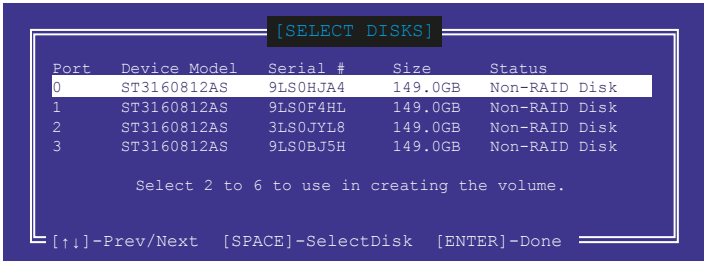 [SELECT DISKS]
Port Device Model Serial # Size Status
0 ST3160812AS 9LS0HJA4 149.0GB Non-RAID Disk
1 ST3160812AS 9LS0F4HL 149.0GB Non-RAID Disk
2 ST3160812AS 3LS0JYL8 149.0GB Non-RAID Disk
3 ST3160812AS 9LS0BJ5H 149.0GB Non-RAID Disk
Select 2 to 6 to use in creating the volume.
[↑↓]-Prev/Next [SPACE]-SelectDisk [ENTER]-Done